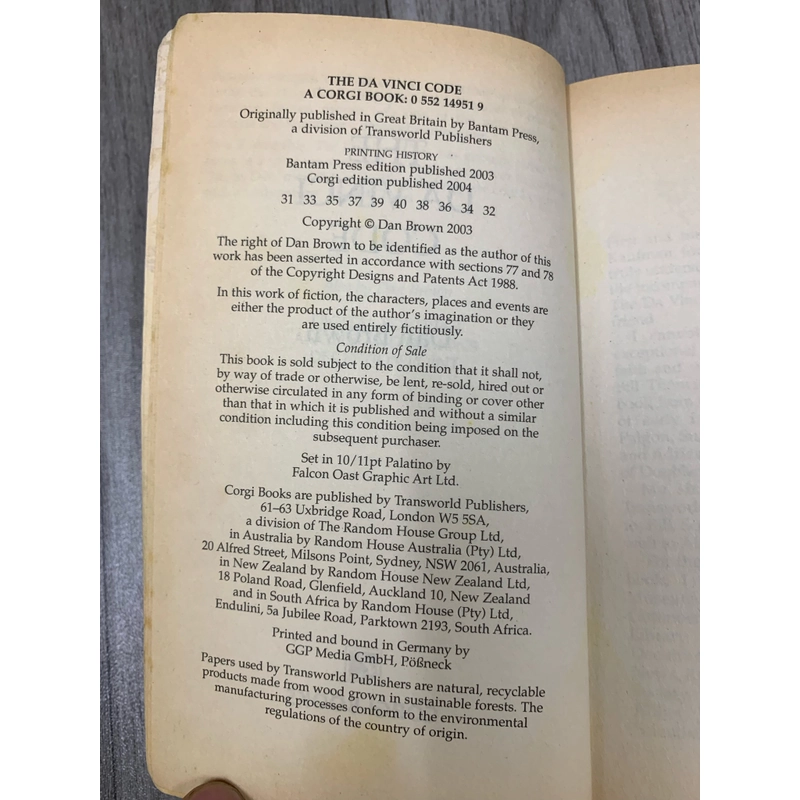 THE DA VINCI CODE
A CORGI BOOK: 0 552 14951 9
Originally published in Great Britain by Bantam Press,
a division of Transworld Publishers
PRINTING HISTORY
Bantam Press edition published 2003
Corgi edition published 2004
31 33 35 37 39 40 38 36 34 32
Copyright © Dan Brown 2003
The right of Dan Brown to be identified as the author of this
work has been asserted in accordance with sections 77 and 78
of the Copyright Designs and Patents Act 1988.
In this work of fiction, the characters, places and events are
either the product of the author's imagination or they
are used entirely fictitiously.
Condition of Sale
This book is sold subject to the condition that it shall not,
by way of trade or otherwise, be lent, re-sold, hired out or
otherwise circulated in any form of binding or cover other
than that in which it is published and without a similar
condition including this condition being imposed on the
subsequent purchaser.
Set in 10/11pt Palatino by
Falcon Oast Graphic Art Ltd.
Corgi Books are published by Transworld Publishers,
61–63 Uxbridge Road, London W5 5SA,
a division of The Random House Group Ltd,
in Australia by Random House Australia (Pty) Ltd,
20 Alfred Street, Milsons Point, Sydney, NSW 2061, Australia,
in New Zealand by Random House New Zealand Ltd,
18 Poland Road, Glenfield, Auckland 10, New Zealand
and in South Africa by Random House (Pty) Ltd,
Endulini, 5a Jubilee Road, Parktown 2193, South Africa.
Printed and bound in Germany by
GGP Media GmbH, Pößneck
Papers used by Transworld Publishers are natural, recyclable
products made from wood grown in sustainable forests. The
manufacturing processes conform to the environmental
regulations of the country of origin.